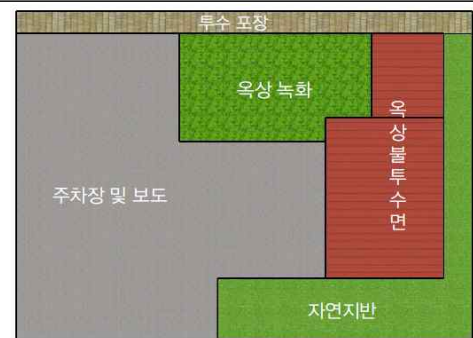 투수 포장
옥상 녹화
옥상불투수면
주차장 및 보도
자연지반